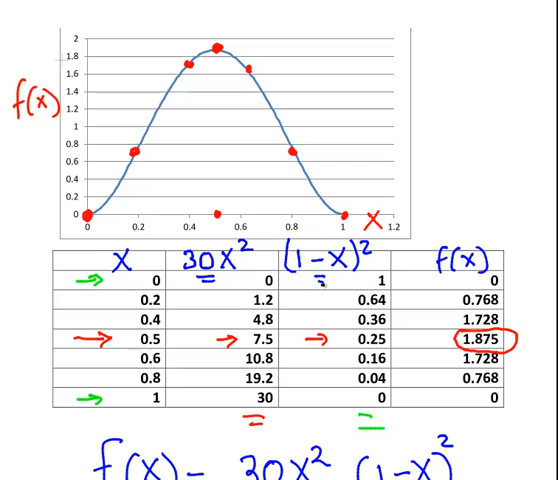 2
1.8
1.6
f(x)
1.4
1.2
1
0.8
0.6
0.4
0.2
0
0 0.2 0.4 0.6 0.8 1 X 1.2
X 30X² (1-X)² f(x)
0 0 1 0
0.2 1.2 0.64 0.768
0.4 4.8 0.36 1.728
0.5 7.5 0.25 1.875
0.6 10.8 0.16 1.728
0.8 19.2 0.04 0.768
1 30 0 0
f(x) = 30X² (1-X)²